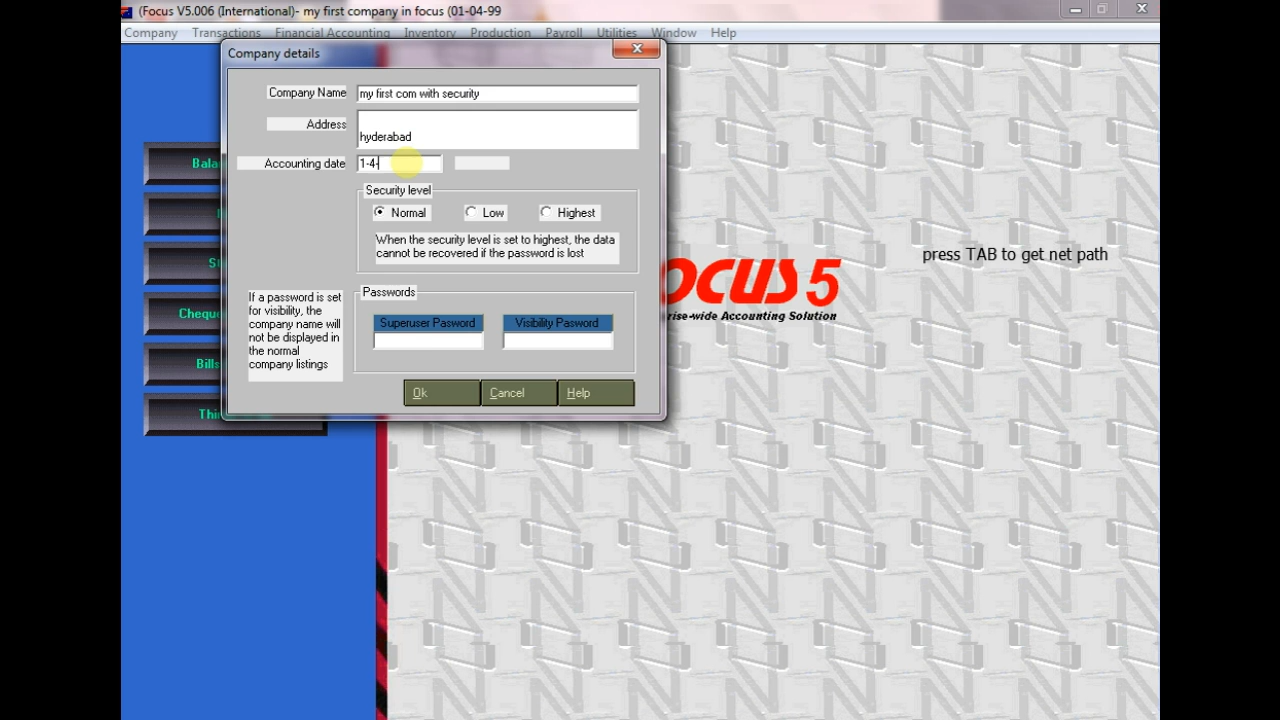 (Focus V5.006 (International)- my first company in focus (01-04-99
Company Transactions Financial Accounting Inventory Production Payroll Utilities Window Help
Company details
Company Name my first com with security
Address
hyderabad
Accounting date 1-4-
Security level
Normal Low Highest
When the security level is set to highest, the data
cannot be recovered if the password is lost
Passwords
If a password is set
for visibility, the
company name will
not be displayed in
the normal
company listings
Superuser Password Visibility Password
Ok Cancel Help
press TAB to get net path
OCUS 5
rise-wide Accounting Solution
Bala
Cheque
Bills